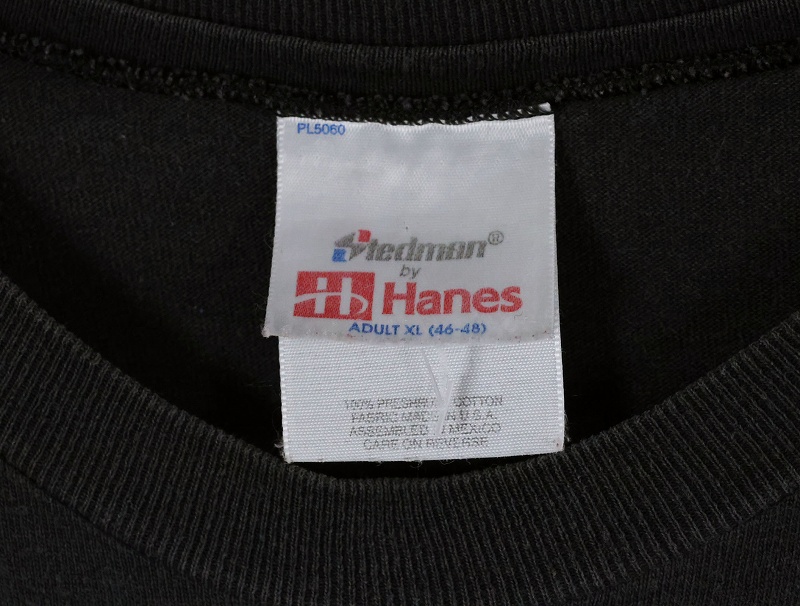 PL5060
Stedman®
by
Hanes
ADULT XL (46-48)
100% PRESHRUNK COTTON
FABRIC MADE IN U.S.A.
ASSEMBLED IN MEXICO
CARE ON REVERSE